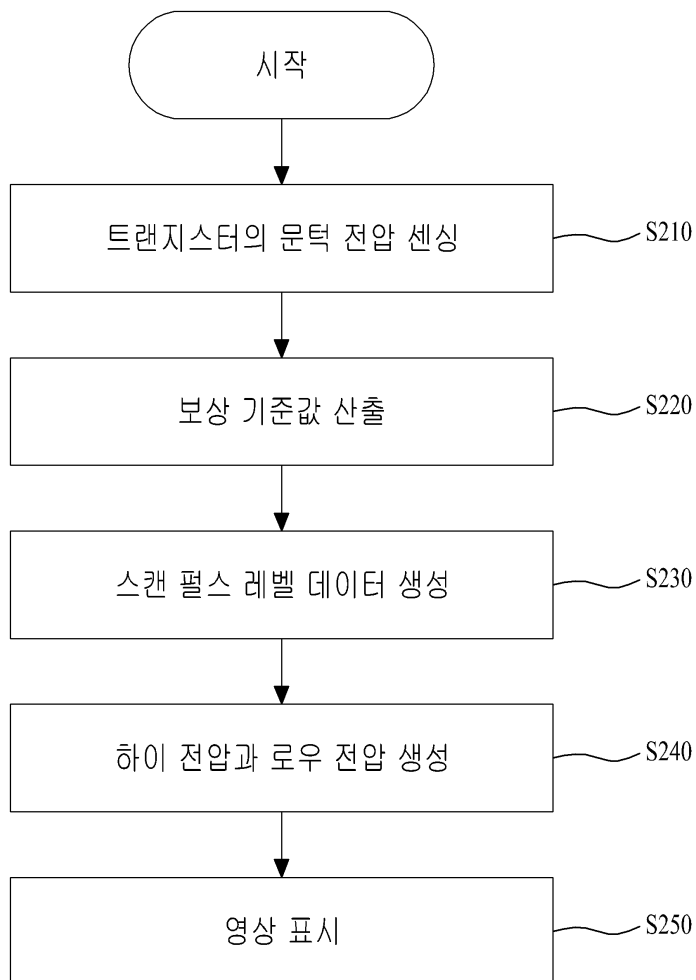 시작
트랜지스터의 문턱 전압 센싱
S210
보상 기준값 산출
S220
스캔 펄스 레벨 데이터 생성
S230
하이 전압과 로우 전압 생성
S240
영상 표시
S250